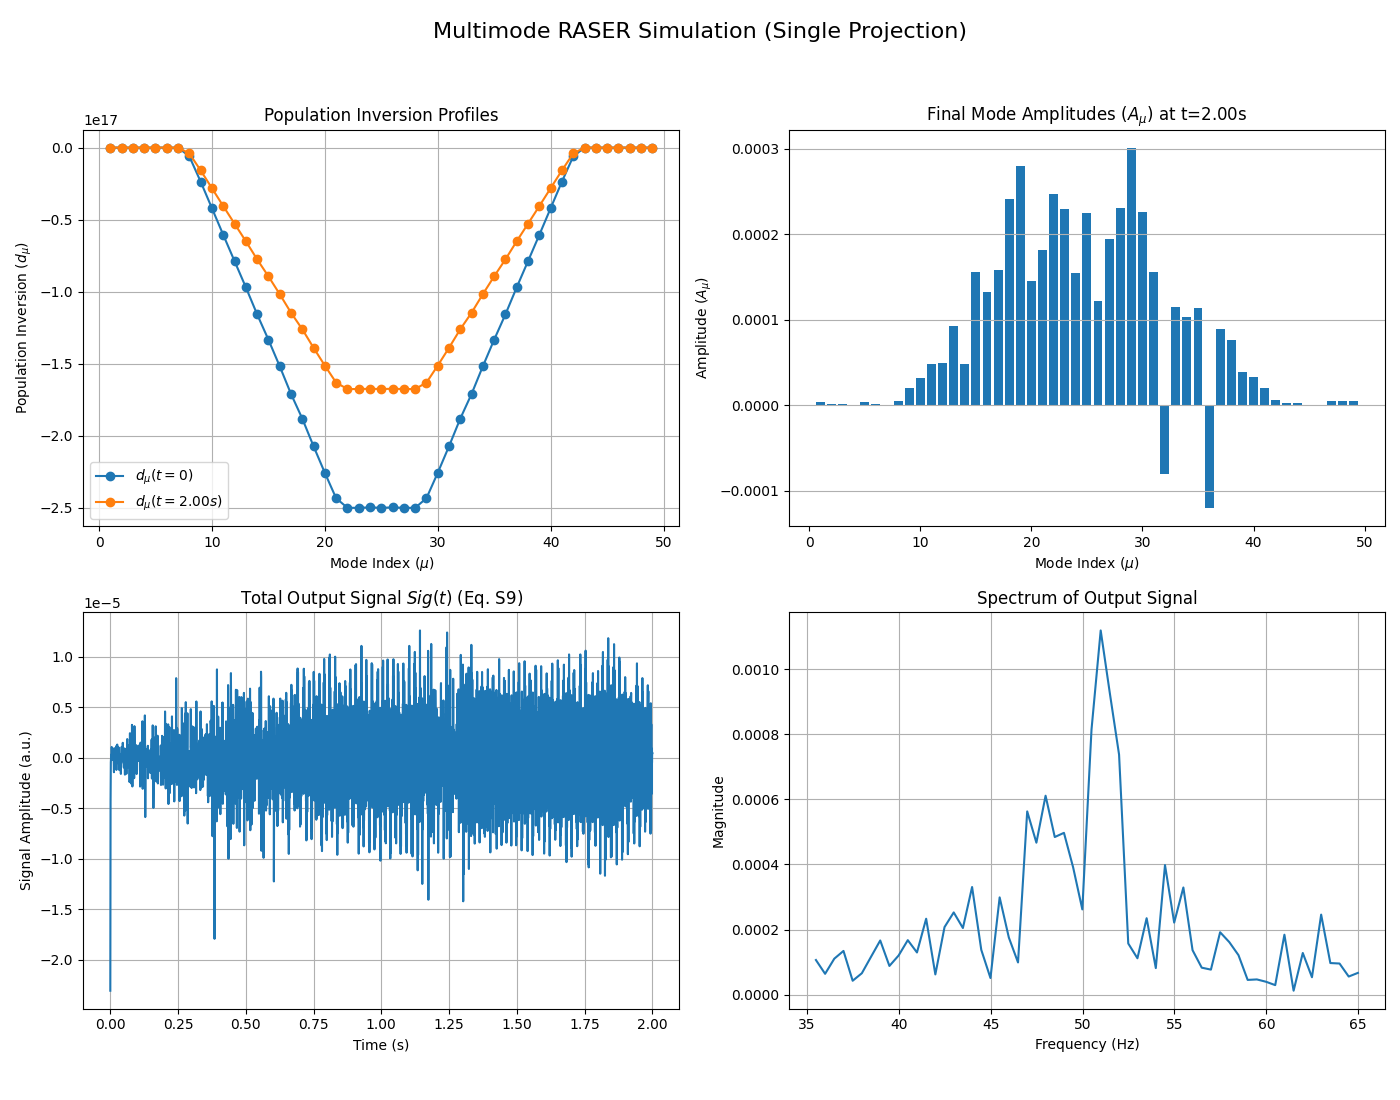 Multimode RASER Simulation (Single Projection)
Population Inversion Profiles
1e17
0.0
−0.5
−1.0
−1.5
−2.0
−2.5
Population Inversion (dμ)
dμ(t = 0)
dμ(t = 2.00s)
0 10 20 30 40 50
Mode Index (μ)
Final Mode Amplitudes (Aμ) at t=2.00s
0.0003
0.0002
0.0001
0.0000
−0.0001
Amplitude (Aμ)
0 10 20 30 40 50
Mode Index (μ)
Total Output Signal Sig(t) (Eq. S9)
1e−5
1.0
0.5
0.0
−0.5
−1.0
−1.5
−2.0
Signal Amplitude (a.u.)
0.00 0.25 0.50 0.75 1.00 1.25 1.50 1.75 2.00
Time (s)
Spectrum of Output Signal
0.0010
0.0008
0.0006
0.0004
0.0002
0.0000
Magnitude
35 40 45 50 55 60 65
Frequency (Hz)